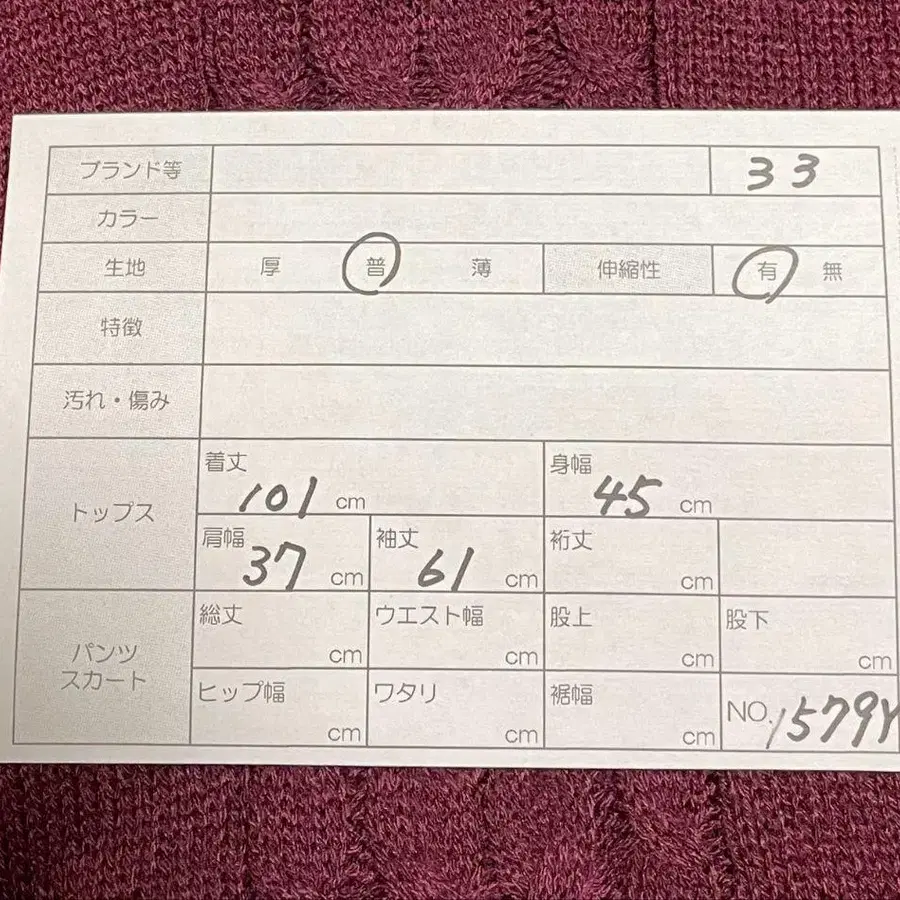 ブランド等 33
カラー
生地 厚 普 薄 伸縮性 有 無
特徴
汚れ・傷み
トップス
着丈 101 cm 身幅 45 cm
肩幅 37 cm 袖丈 61 cm 裄丈 cm
パンツ
スカート
総丈 cm ウエスト幅 cm 股上 cm 股下 cm
ヒップ幅 cm ワタリ cm 裾幅 cm NO. 1579Y